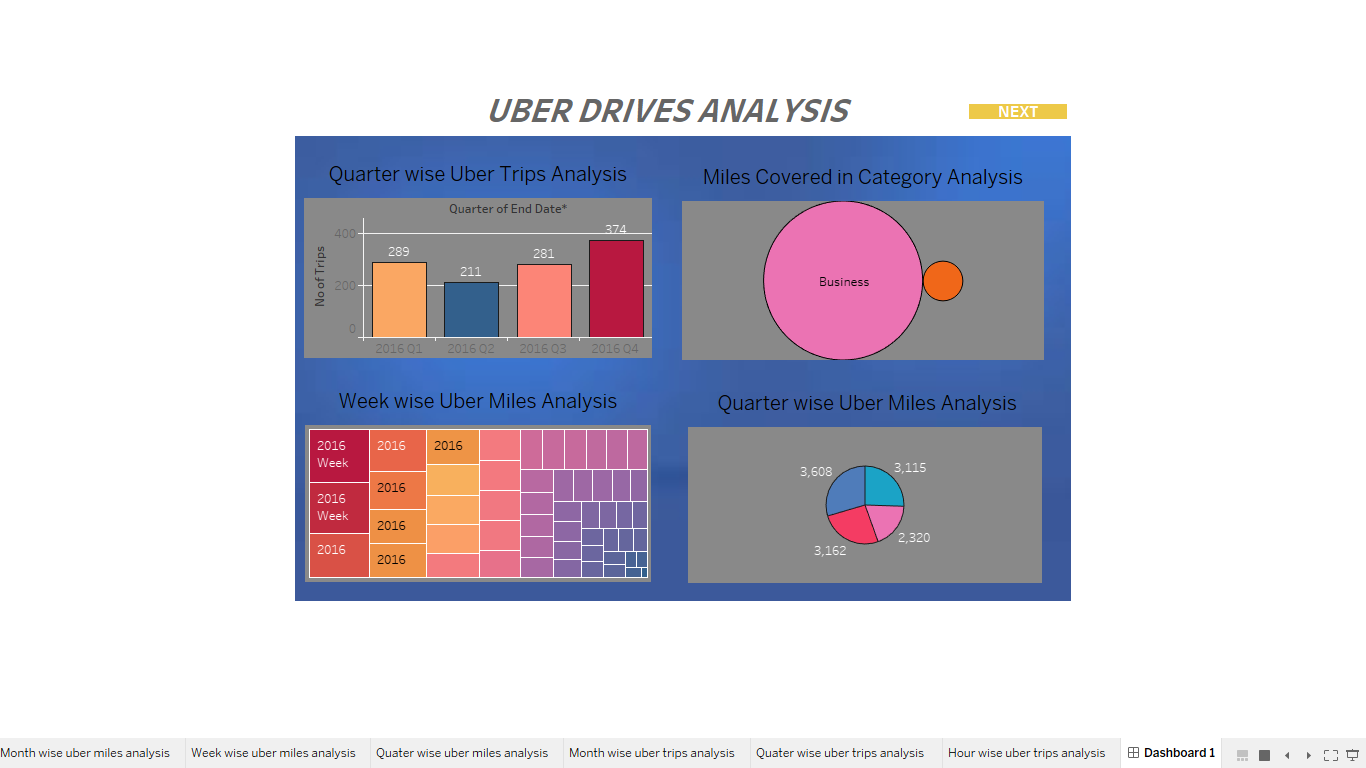 UBER DRIVES ANALYSIS
NEXT
Quarter wise Uber Trips Analysis
Quarter of End Date*
No of Trips
400
200
0
289
211
281
374
2016 Q1
2016 Q2
2016 Q3
2016 Q4
Miles Covered in Category Analysis
Business
Week wise Uber Miles Analysis
2016
Week
2016
Week
2016
2016
2016
2016
2016
2016
Quarter wise Uber Miles Analysis
3,608
3,115
3,162
2,320
Month wise uber miles analysis
Week wise uber miles analysis
Quater wise uber miles analysis
Month wise uber trips analysis
Quater wise uber trips analysis
Hour wise uber trips analysis
Dashboard 1